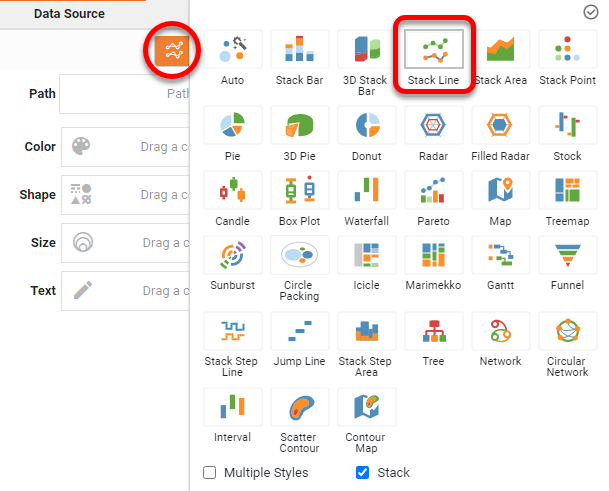 Data Source
Path
Path
Color
Drag a c
Shape
Drag a c
Size
Drag a c
Text
Drag a c
Auto
Stack Bar
3D Stack
Bar
Stack Line
Stack Area
Stack Point
Pie
3D Pie
Donut
Radar
Filled Radar
Stock
Candle
Box Plot
Waterfall
Pareto
Map
Treemap
Sunburst
Circle
Packing
Icicle
Marimekko
Gantt
Funnel
Stack Step
Line
Jump Line
Stack Step
Area
Tree
Network
Circular
Network
Interval
Scatter
Contour
Contour
Map
Multiple Styles
Stack